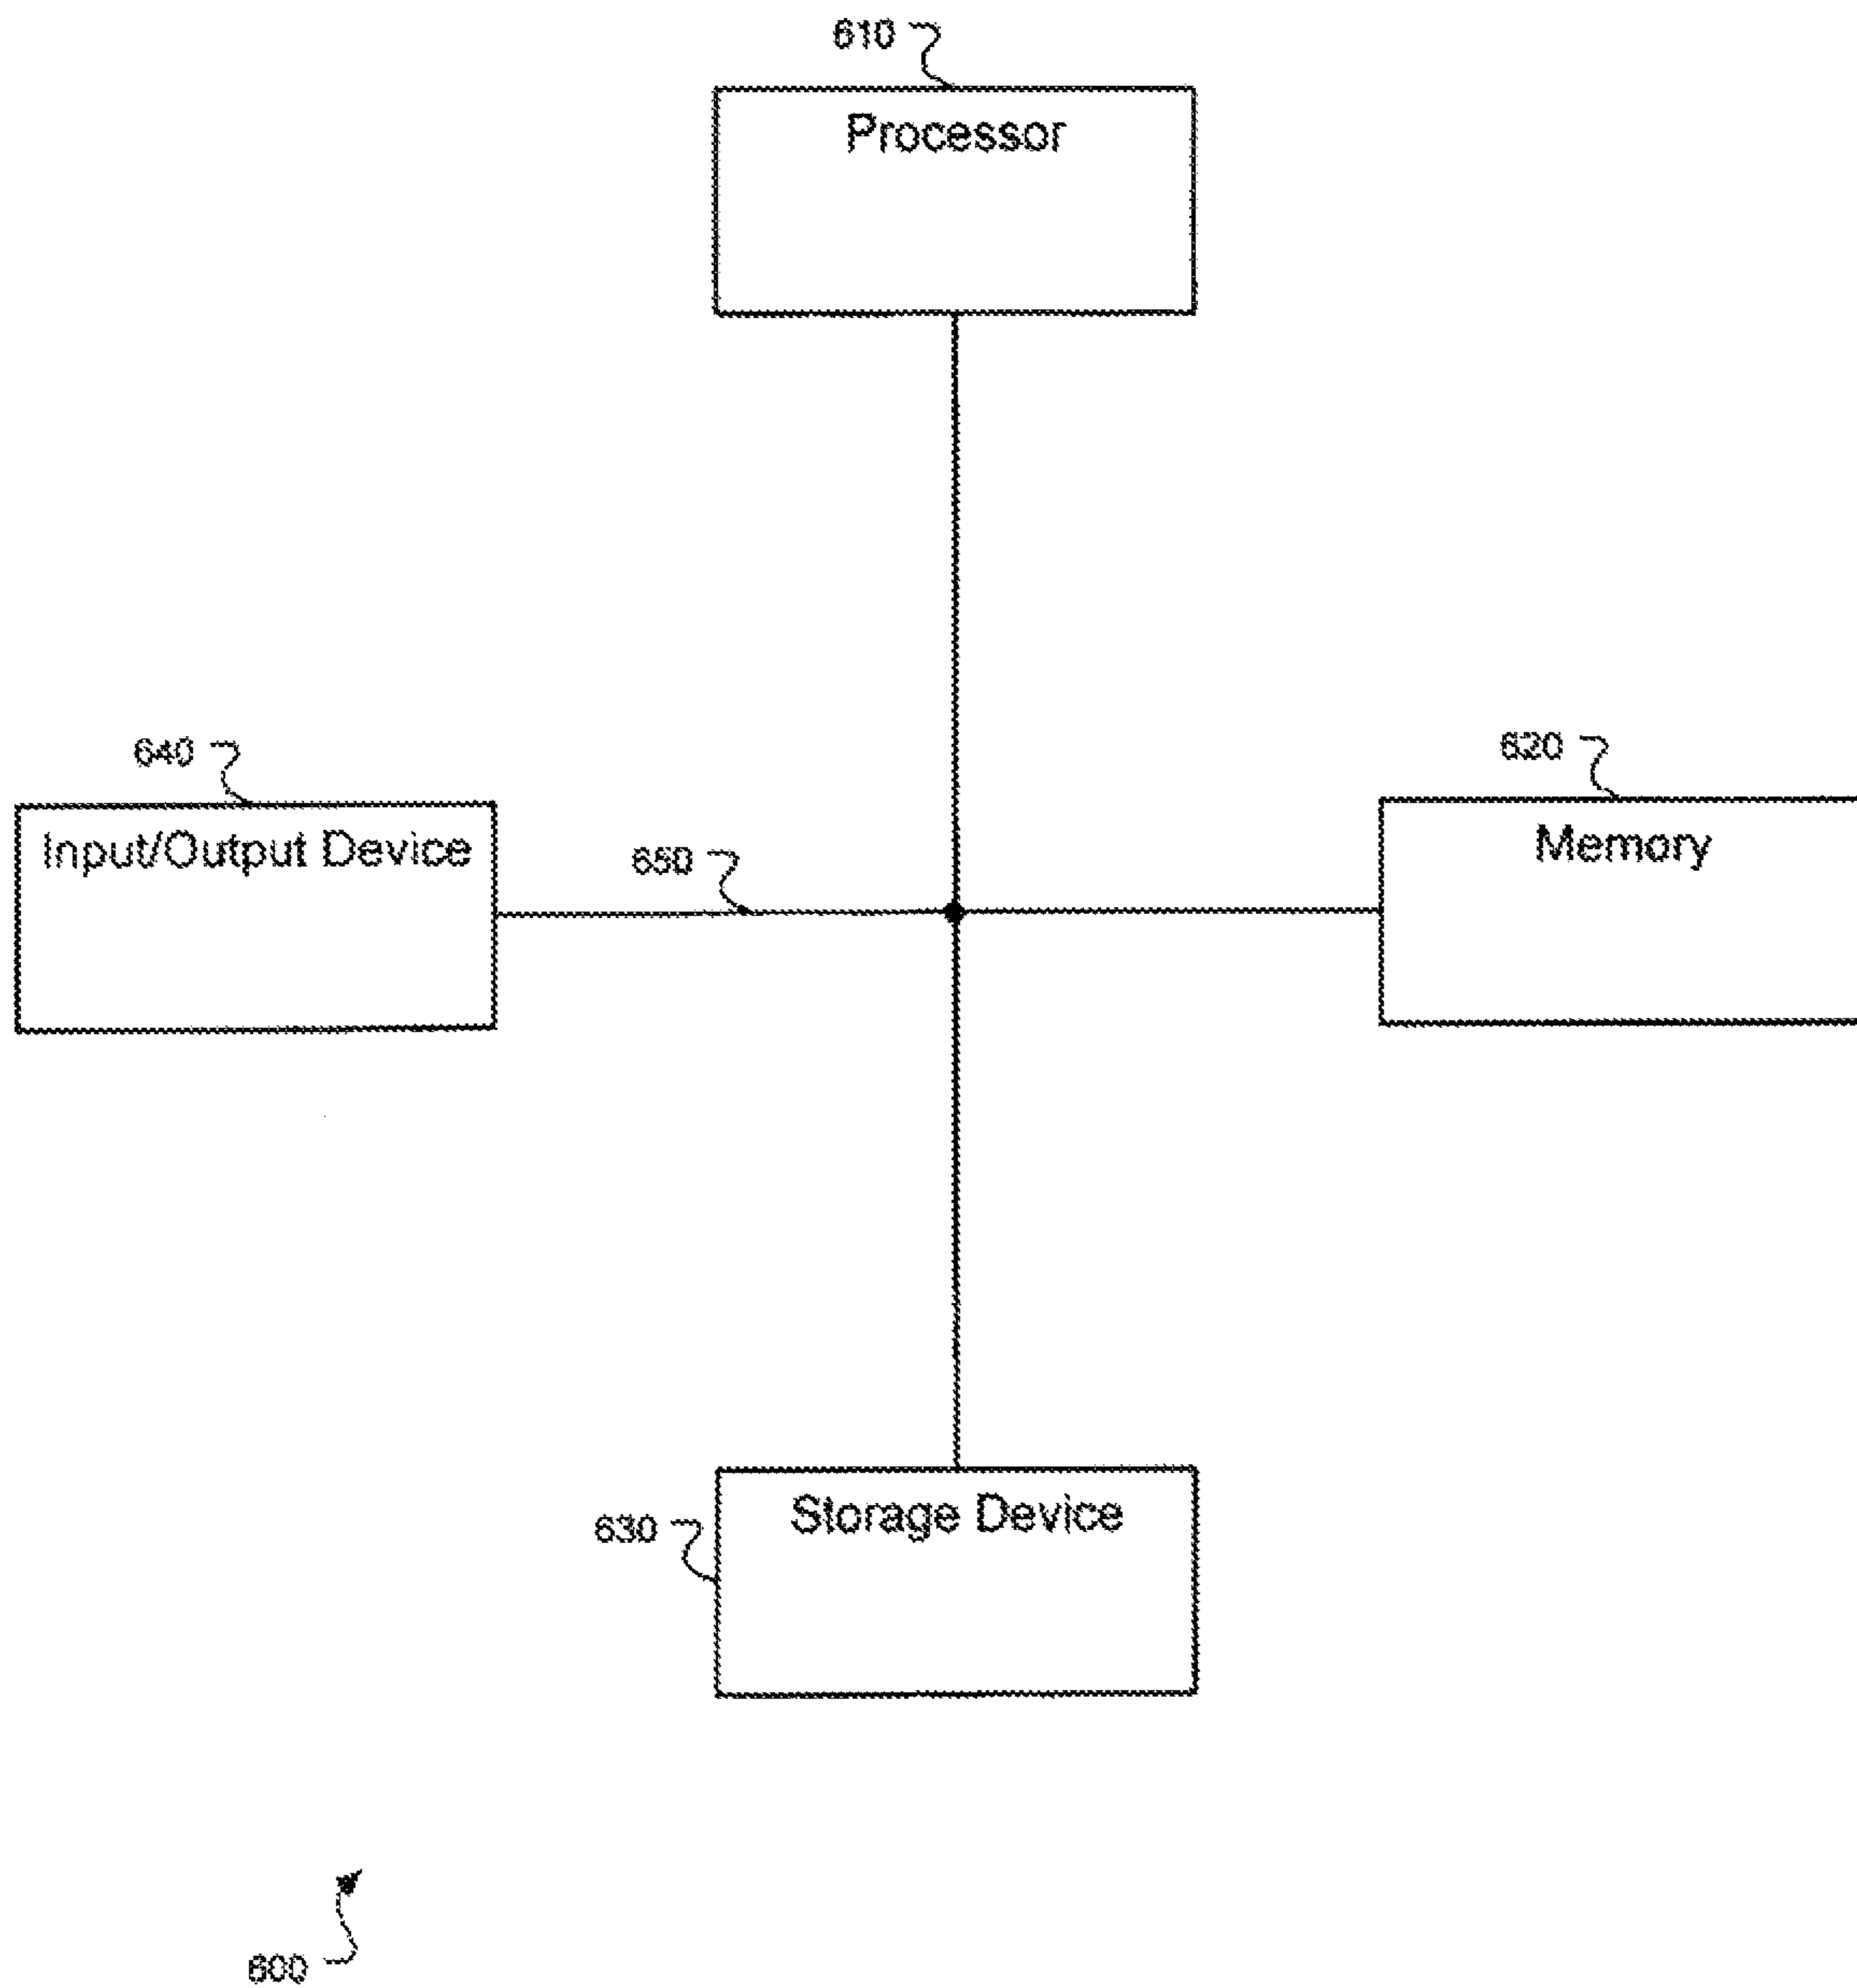 610
Processor
640
620
Input/Output Device
650
Memory
630
Storage Device
600